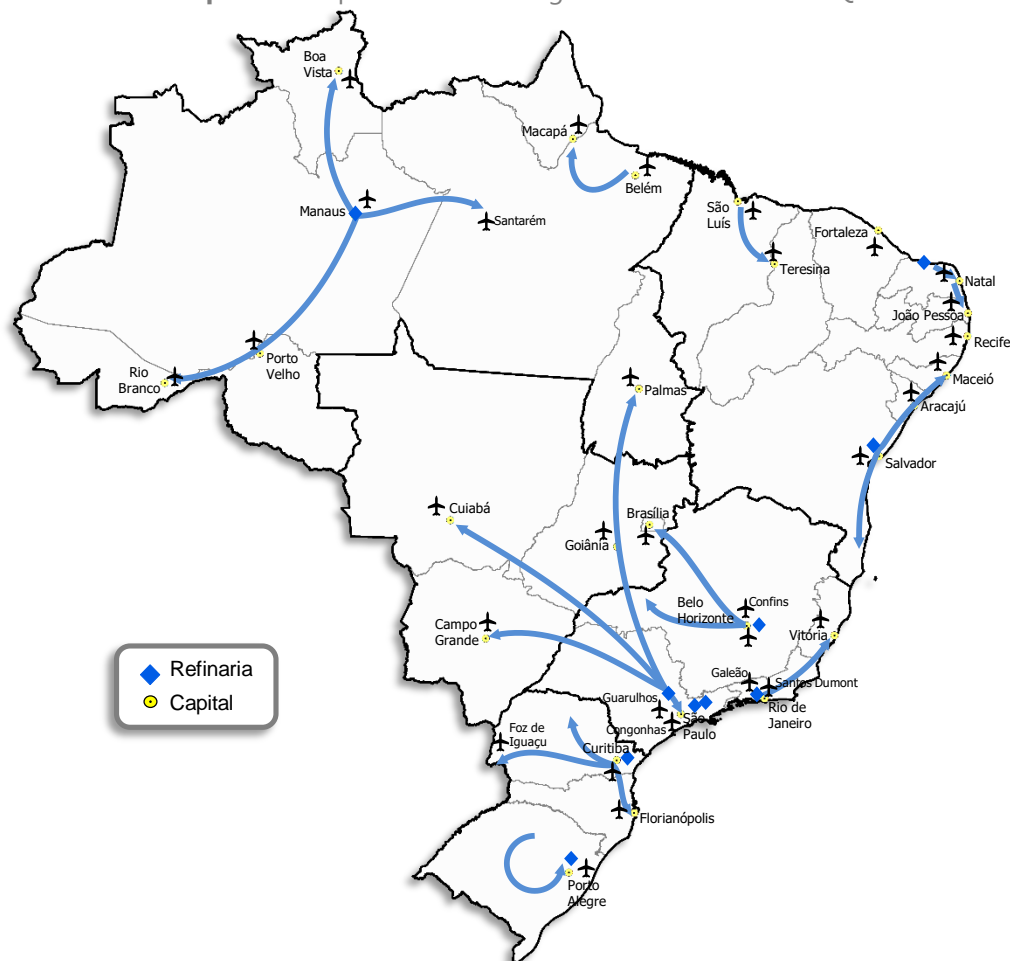 Boa
Vista
Macapá
Belém
Manaus
Santarém
São
Luís
Fortaleza
Teresina
Natal
João Pessoa
Recife
Porto
Velho
Rio
Branco
Palmas
Maceió
Aracajú
Salvador
Cuiabá
Brasília
Goiânia
Belo
Horizonte
Confins
Campo
Grande
Vitória
Galeão
Santos Dumont
Guarulhos
Rio de
Janeiro
Congonhas
São
Paulo
Foz de
Iguaçu
Curitiba
Florianópolis
Porto
Alegre
Refinaria
Capital